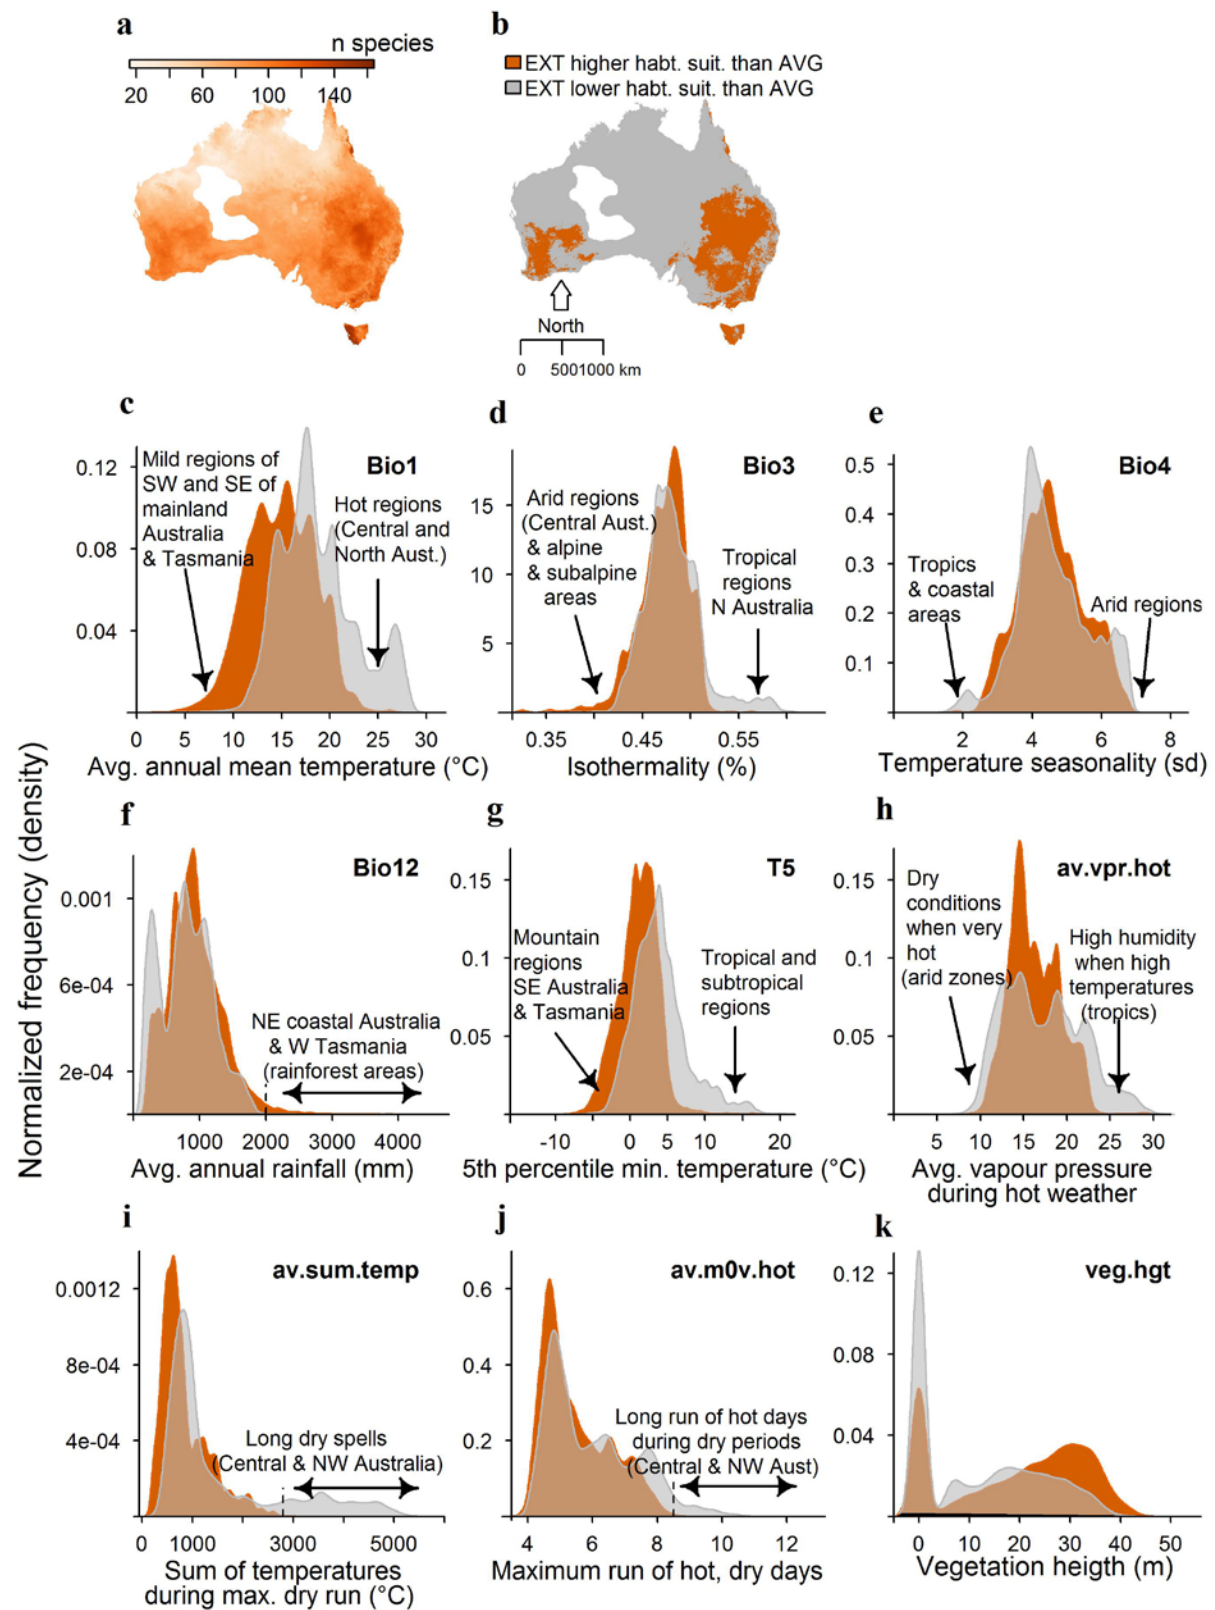 a
n species
20 60 100 140
b
EXT higher habt. suit. than AVG
EXT lower habt. suit. than AVG
North
0 500 1000 km
Normalized frequency (density)
c
Bio1
Mild regions of
SW and SE of
mainland
Australia
& Tasmania
Hot regions
(Central and
North Aust.)
0.12
0.08
0.04
0 5 10 15 20 25 30
Avg. annual mean temperature (°C)
d
Bio3
Arid regions
(Central Aust.)
& alpine
& subalpine
areas
Tropical
regions
N Australia
15
10
5
0.35 0.45 0.55
Isothermality (%)
e
Bio4
Tropics
& coastal
areas
Arid regions
0.5
0.4
0.3
0.2
0.1
2 4 6 8
Temperature seasonality (sd)
f
Bio12
NE coastal Australia
& W Tasmania
(rainforest areas)
0.001
6e-04
2e-04
1000 2000 3000 4000
Avg. annual rainfall (mm)
g
T5
Mountain
regions
SE Australia
& Tasmania
Tropical and
subtropical
regions
0.15
0.1
0.05
-10 0 10 20
5th percentile min. temperature (°C)
h
av.vpr.hot
Dry
conditions
when very
hot
(arid zones)
High humidity
when high
temperatures
(tropics)
0.15
0.1
0.05
5 10 15 20 25 30
Avg. vapour pressure
during hot weather
i
av.sum.temp
Long dry spells
(Central & NW Australia)
0.0012
8e-04
4e-04
0 1000 3000 5000
Sum of temperatures
during max. dry run (°C)
j
av.m0v.hot
Long run of hot days
during dry periods
(Central & NW Aust)
0.6
0.4
0.2
4 6 8 10 12
Maximum run of hot, dry days
k
veg.hgt
0.12
0.08
0.04
0 10 20 30 40 50
Vegetation heigth (m)